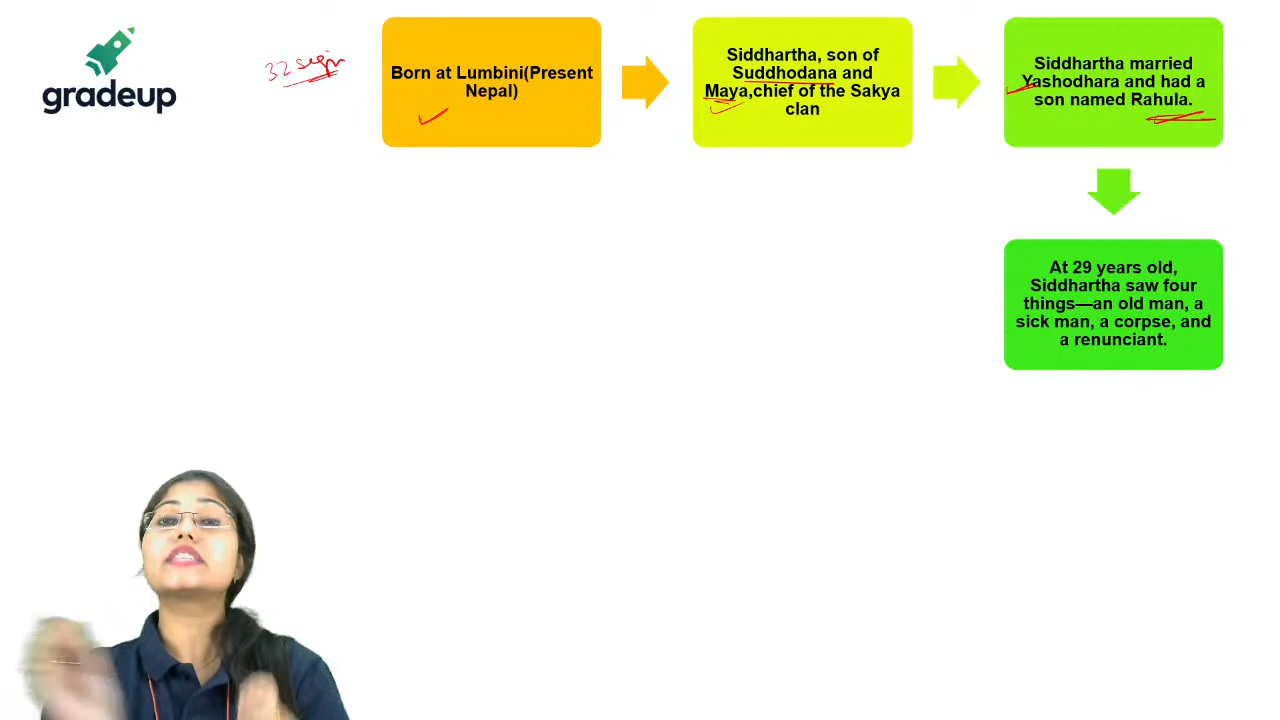 gradeup
32 sign
Born at Lumbini(Present
Nepal)
Siddhartha, son of
Suddhodana and
Maya,chief of the Sakya
clan
Siddhartha married
Yashodhara and had a
son named Rahula.
At 29 years old,
Siddhartha saw four
things—an old man, a
sick man, a corpse, and
a renunciant.